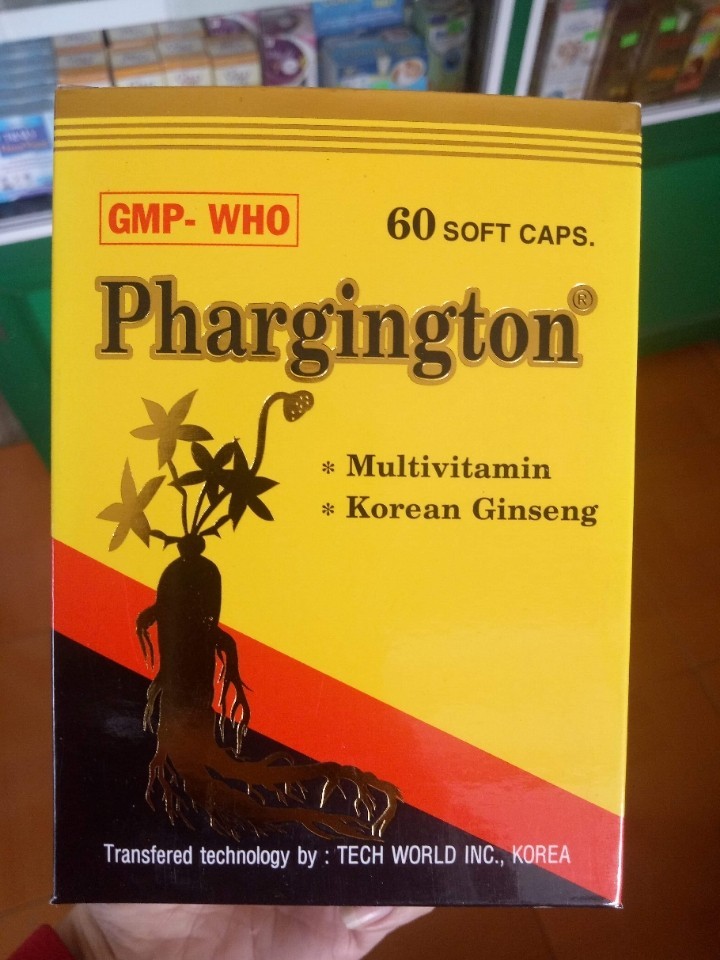 GMP- WHO
60 SOFT CAPS.
Phargington®
* Multivitamin
* Korean Ginseng
Transfered technology by : TECH WORLD INC., KOREA